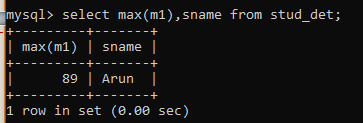 mysql> select max(m1),sname from stud_det;
+---------+-------+
| max(m1) | sname |
+---------+-------+
|      89 | Arun  |
+---------+-------+
1 row in set (0.00 sec)